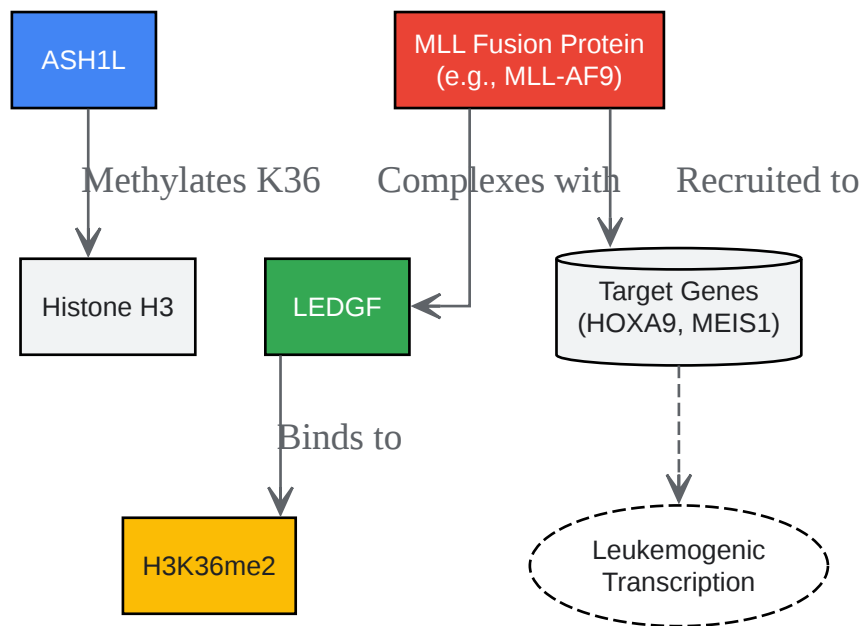 ASH1L
MLL Fusion Protein
(e.g., MLL-AF9)
Methylates K36
Complexes with
Recruited to
Histone H3
LEDGF
Target Genes
(HOXA9, MEIS1)
Binds to
H3K36me2
Leukemogenic
Transcription